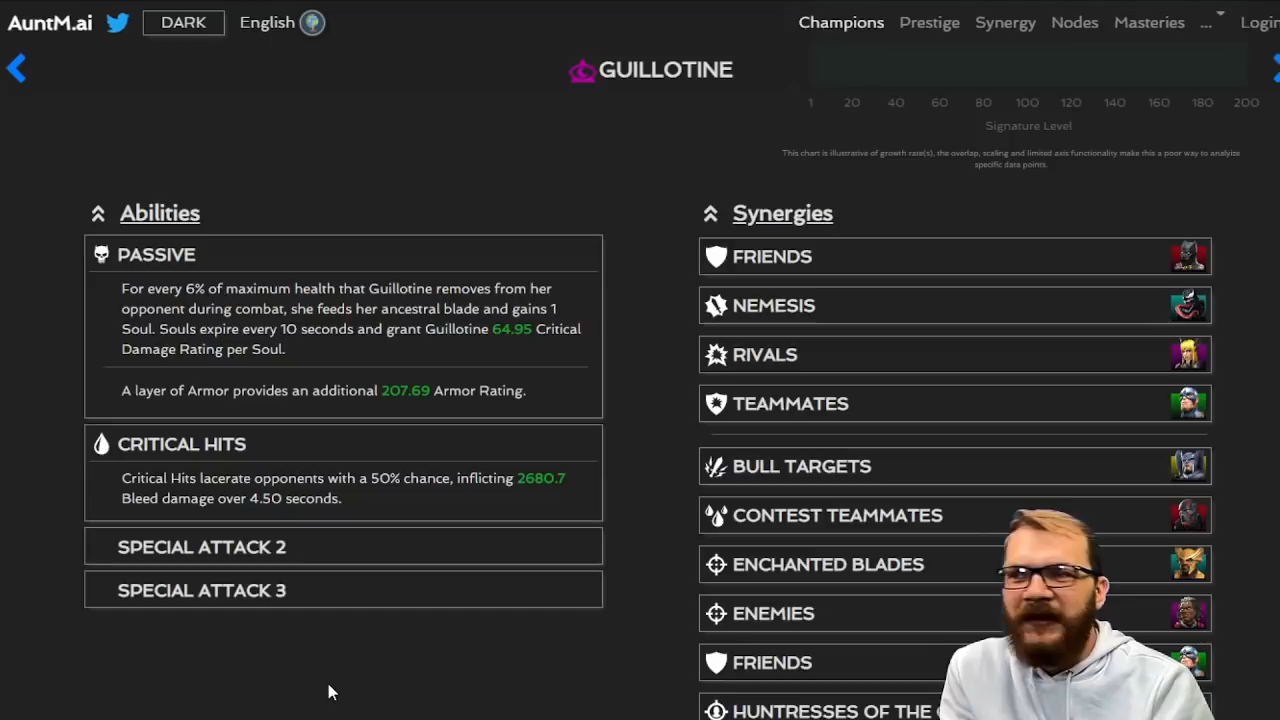 AuntM.ai
DARK
English
Champions
Prestige
Synergy
Nodes
Masteries
...
Login
GUILLOTINE
1 20 40 60 80 100 120 140 160 180 200
Signature Level
This chart is illustrative of growth rate(s), the overlap, scaling and limited axis functionality make this a poor way to analyize
specific data points.
Abilities
PASSIVE
For every 6% of maximum health that Guillotine removes from her
opponent during combat, she feeds her ancestral blade and gains 1
Soul. Souls expire every 10 seconds and grant Guillotine 64.95 Critical
Damage Rating per Soul.
A layer of Armor provides an additional 207.69 Armor Rating.
CRITICAL HITS
Critical Hits lacerate opponents with a 50% chance, inflicting 2680.7
Bleed damage over 4.50 seconds.
SPECIAL ATTACK 2
SPECIAL ATTACK 3
Synergies
FRIENDS
NEMESIS
RIVALS
TEAMMATES
BULL TARGETS
CONTEST TEAMMATES
ENCHANTED BLADES
ENEMIES
FRIENDS
HUNTRESSES OF THE